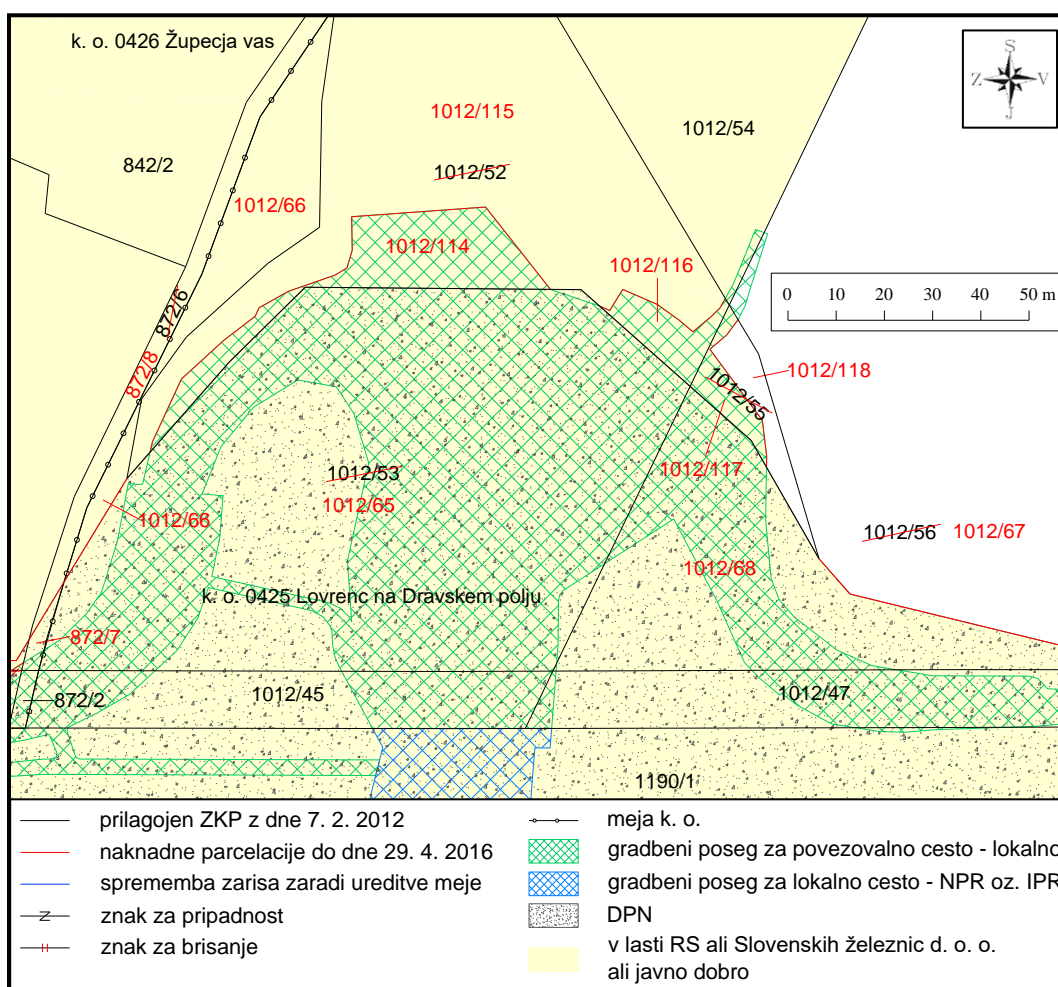 k. o. 0426 Župecja vas
S
Z V
J
1012/115
1012/54
842/2
1012/52
1012/66
1012/114
1012/116
872/6
0 10 20 30 40 50 m
872/8
1012/118
1012/55
1012/53
1012/117
1012/65
1012/66
1012/56
1012/67
1012/68
k. o. 0425 Lovrenc na Dravskem polju
872/7
872/2
1012/45
1012/47
1190/1
prilagojen ZKP z dne 7. 2. 2012
naknadne parcelacije do dne 29. 4. 2016
sprememba zarisa zaradi ureditve meje
znak za pripadnost
znak za brisanje
meja k. o.
gradbeni poseg za povezovalno cesto - lokalno
gradbeni poseg za lokalno cesto - NPR oz. IPR
DPN
v lasti RS ali Slovenskih železnic d. o. o.
ali javno dobro